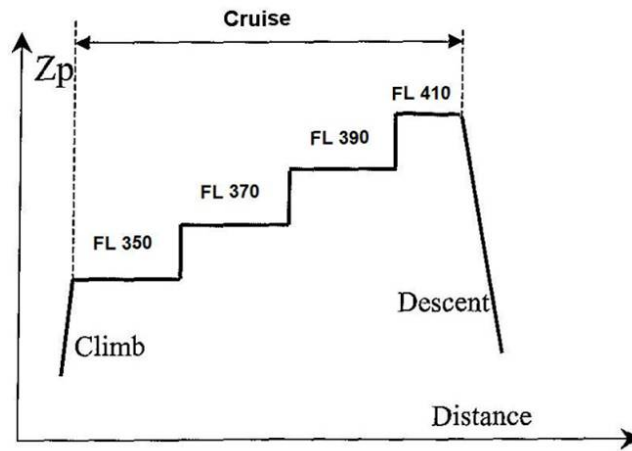 Cruise
Zp
FL 410
FL 390
FL 370
FL 350
Descent
Climb
Distance